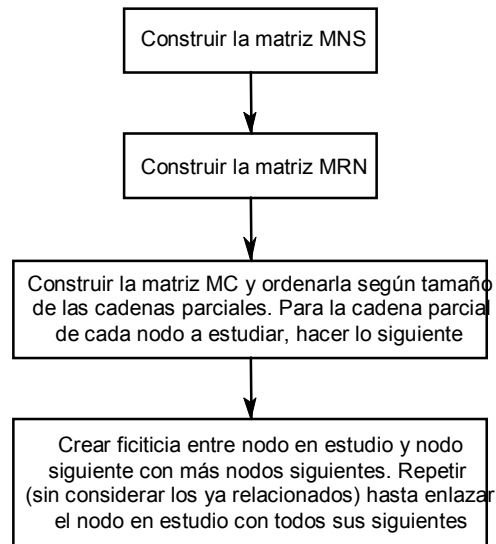 Construir la matriz MNS
Construir la matriz MRN
Construir la matriz MC y ordenarla según tamaño
de las cadenas parciales. Para la cadena parcial
de cada nodo a estudiar, hacer lo siguiente
Crear ficiticia entre nodo en estudio y nodo
siguiente con más nodos siguientes. Repetir
(sin considerar los ya relacionados) hasta enlazar
el nodo en estudio con todos sus siguientes